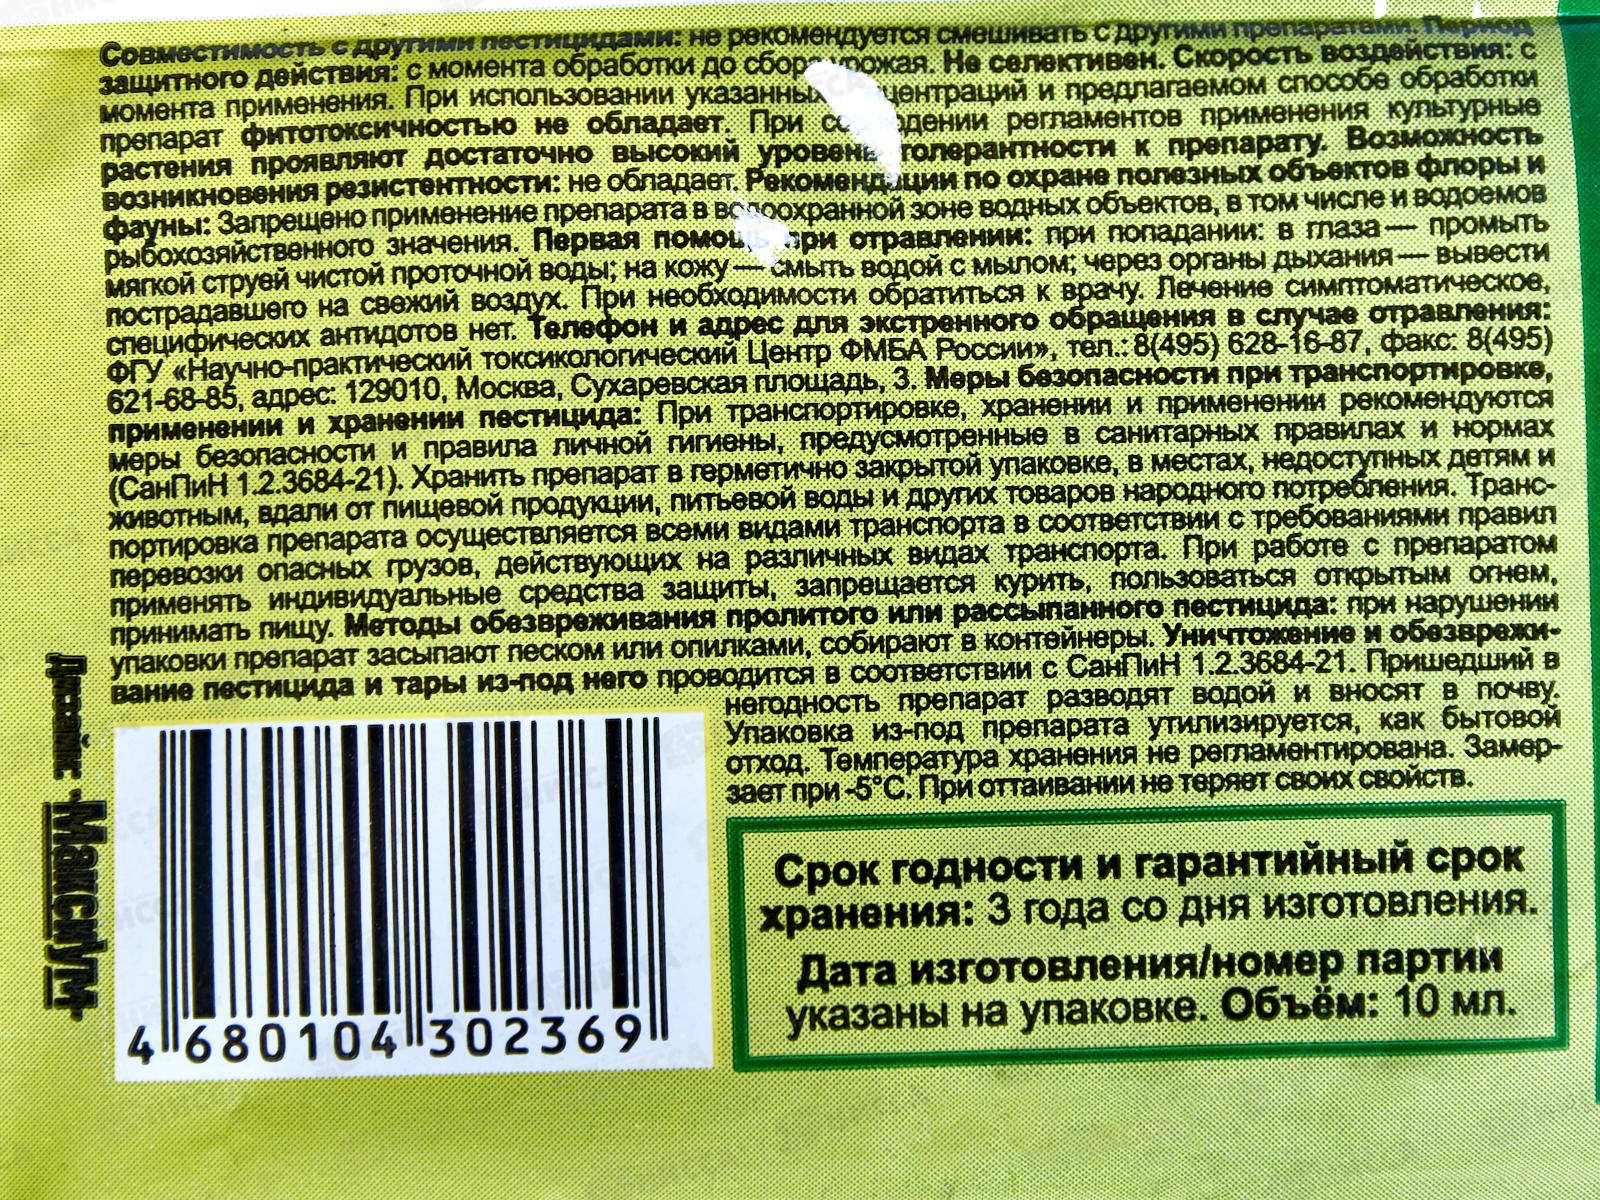 Совместимость с другими пестицидами: не рекомендуется смешивать с другими препаратами. Период
защитного действия: с момента обработки до сбора урожая. Не селективен. Скорость воздействия: с
момента применения. При использовании указанных концентраций и предлагаемом способе обработки
препарат фитотоксичностью не обладает. При соблюдении регламентов применения культурные
растения проявляют достаточно высокий уровень толерантности к препарату. Возможность
возникновения резистентности: не обладает. Рекомендации по охране полезных объектов флоры и
фауны: Запрещено применение препарата в водоохранной зоне водных объектов, в том числе и водоемов
рыбохозяйственного значения. Первая помощь при отравлении: при попадании: в глаза — промыть
мягкой струей чистой проточной воды; на кожу — смыть водой с мылом; через органы дыхания — вывести
пострадавшего на свежий воздух. При необходимости обратиться к врачу. Лечение симптоматическое,
специфических антидотов нет. Телефон и адрес для экстренного обращения в случае отравления:
ФГУ «Научно-практический токсикологический Центр ФМБА России», тел.: 8(495) 628-16-87, факс: 8(495)
621-68-85, адрес: 129010, Москва, Сухаревская площадь, 3. Меры безопасности при транспортировке,
применении и хранении пестицида: При транспортировке, хранении и применении рекомендуются
меры безопасности и правила личной гигиены, предусмотренные в санитарных правилах и нормах
(СанПиН 1.2.3684-21). Хранить препарат в герметично закрытой упаковке, в местах, недоступных детям и
животным, вдали от пищевой продукции, питьевой воды и других товаров народного потребления. Транс-
портировка препарата осуществляется всеми видами транспорта в соответствии с требованиями правил
перевозки опасных грузов, действующих на различных видах транспорта. При работе с препаратом
применять индивидуальные средства защиты, запрещается курить, пользоваться открытым огнем,
принимать пищу. Методы обезвреживания пролитого или рассыпанного пестицида: при нарушении
упаковки препарат засыпают песком или опилками, собирают в контейнеры. Уничтожение и обезврежи-
вание пестицида и тары из-под него проводится в соответствии с СанПиН 1.2.3684-21. Пришедший в
негодность препарат разводят водой и вносят в почву.
Упаковка из-под препарата утилизируется, как бытовой
отход. Температура хранения не регламентирована. Замер-
зает при -5°С. При оттаивании не теряет своих свойств.
Срок годности и гарантийный срок
хранения: 3 года со дня изготовления.
Дата изготовления/номер партии
указаны на упаковке. Объём: 10 мл.
4 680104 302369
Максиум